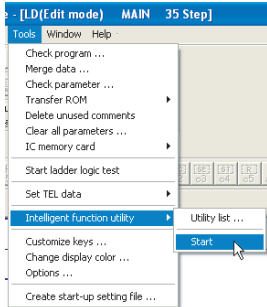 e - [LD(Edit mode) MAIN 35 Step]
Tools Window Help
Check program ...
Merge data ...
Check parameter ...
Transfer ROM
Delete unused comments
Clear all parameters ...
IC memory card
Start ladder logic test
Set TEL data
Intelligent function utility
Utility list ...
Start
Customize keys ...
Change display color ...
Options ...
Create start-up setting file ...